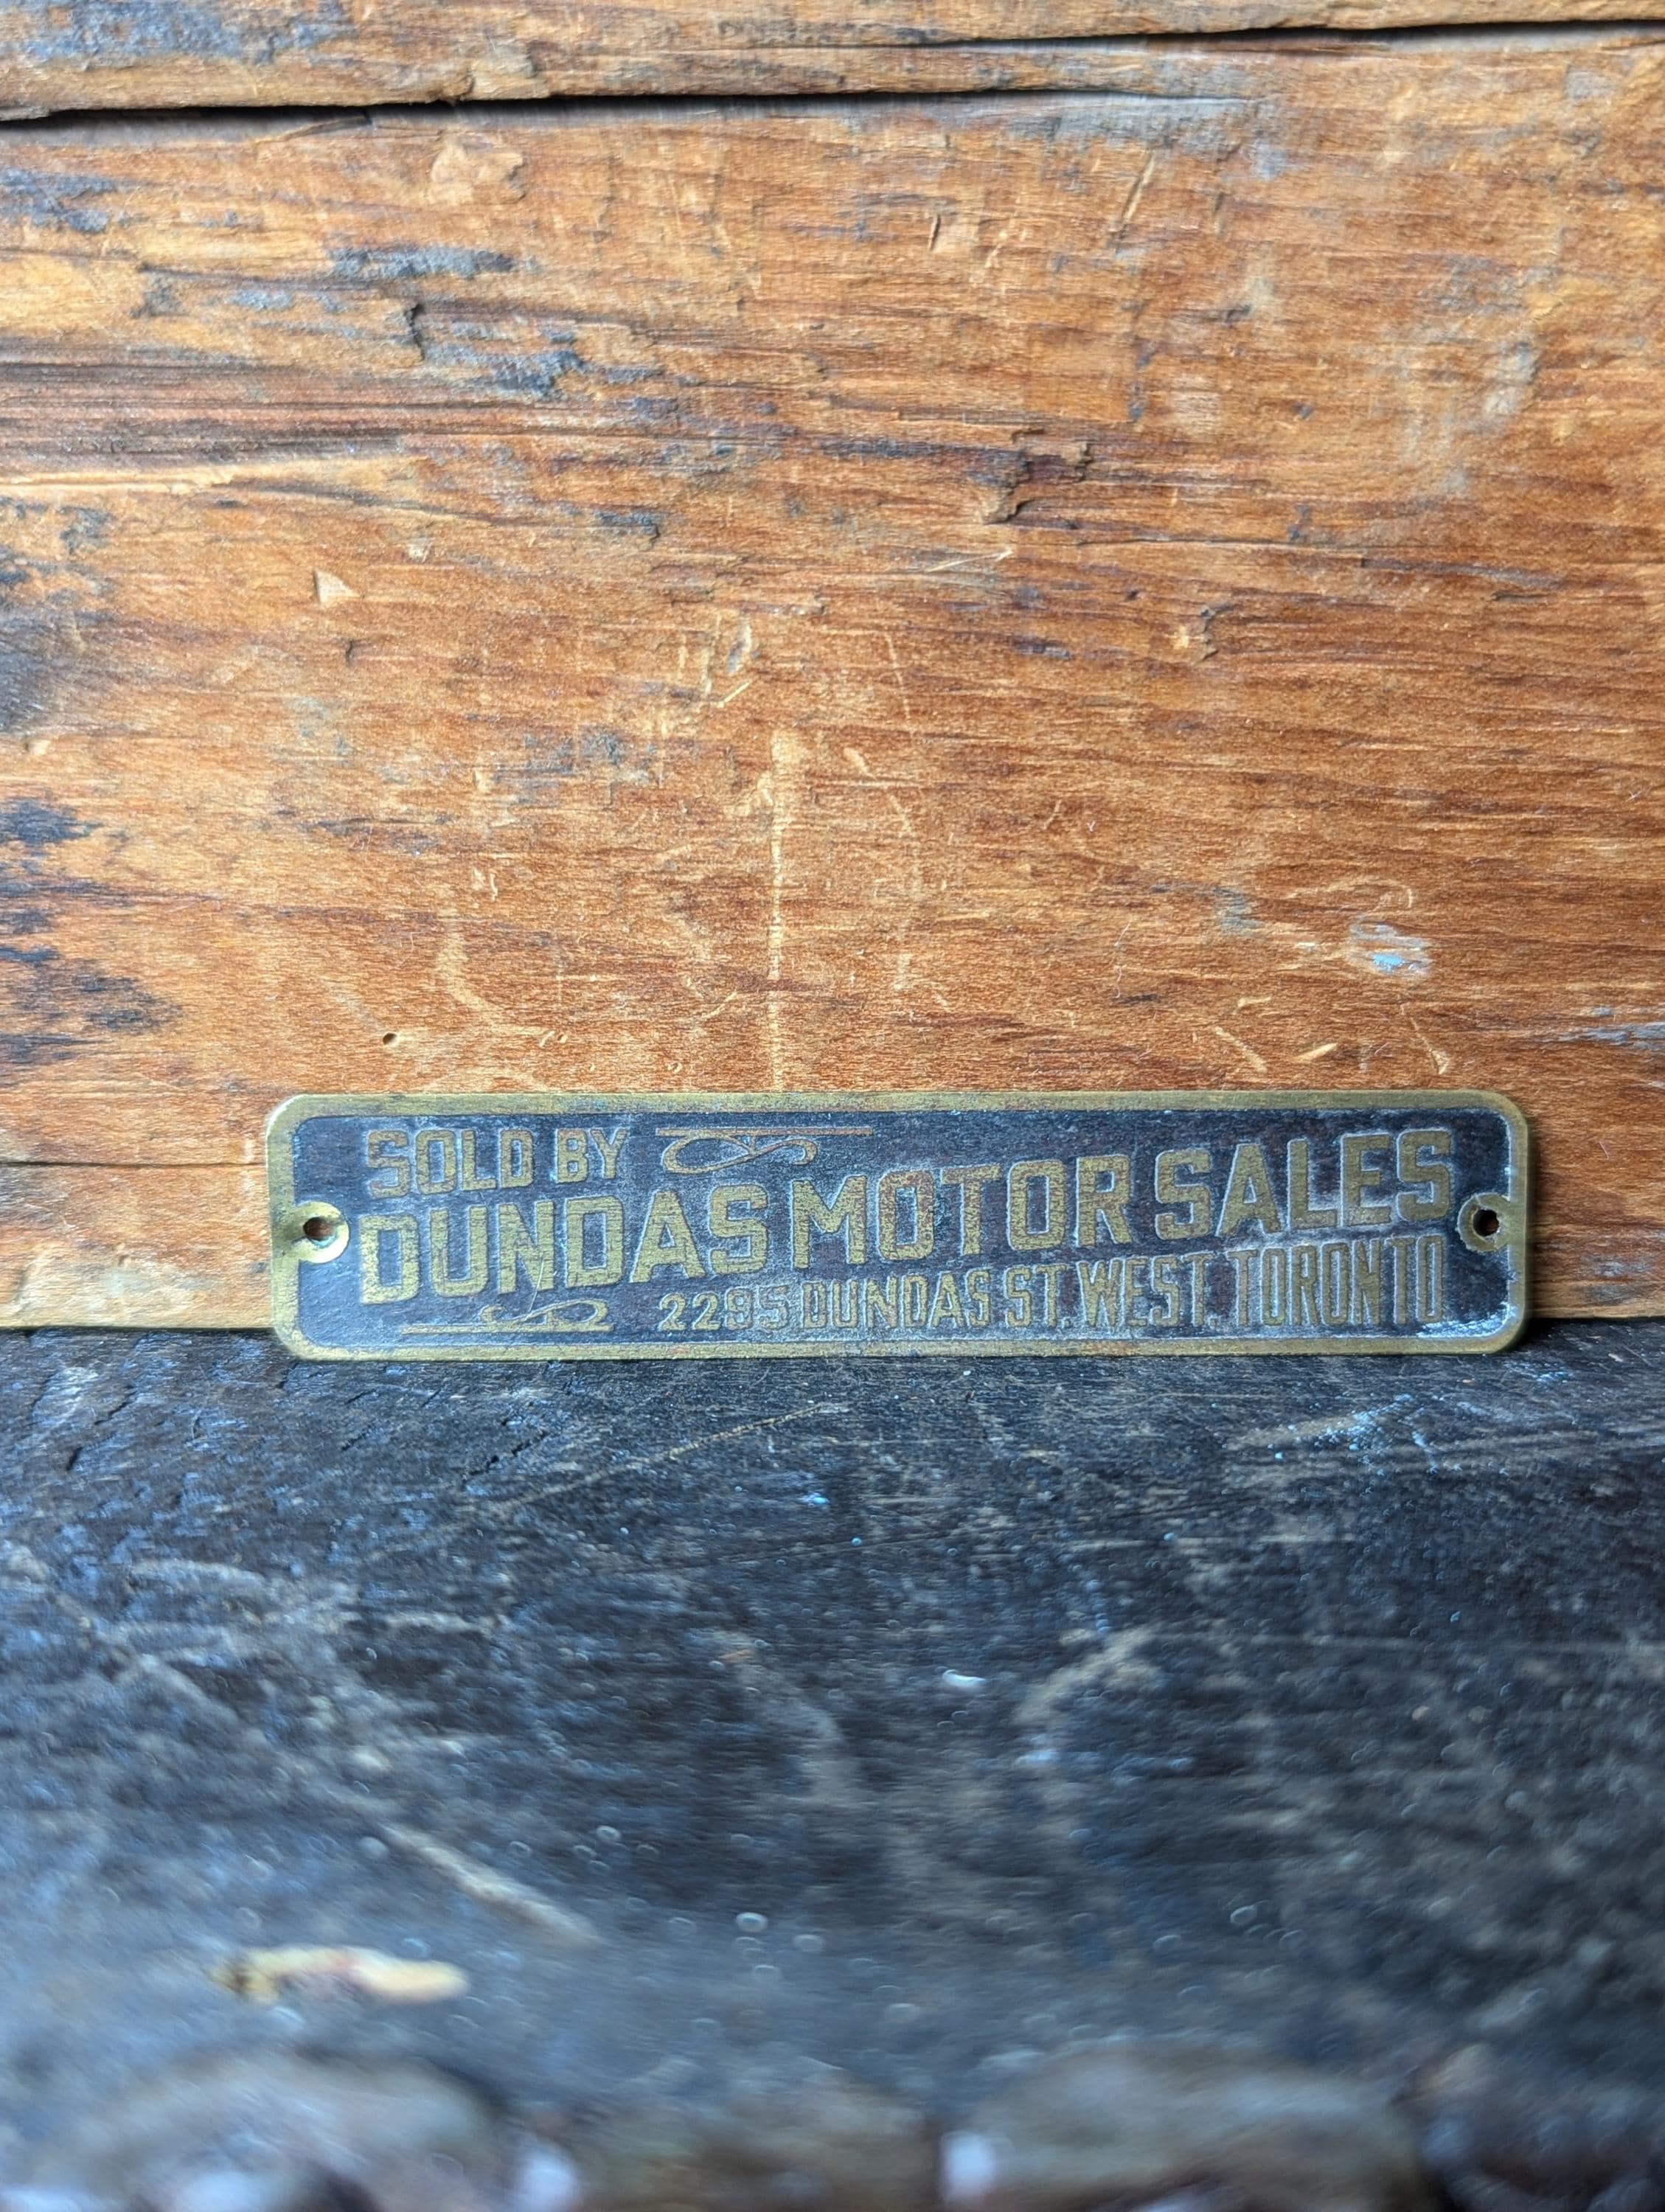 SOLD BY
DUNDAS MOTOR SALES
2295 DUNDAS ST. WEST. TORONTO